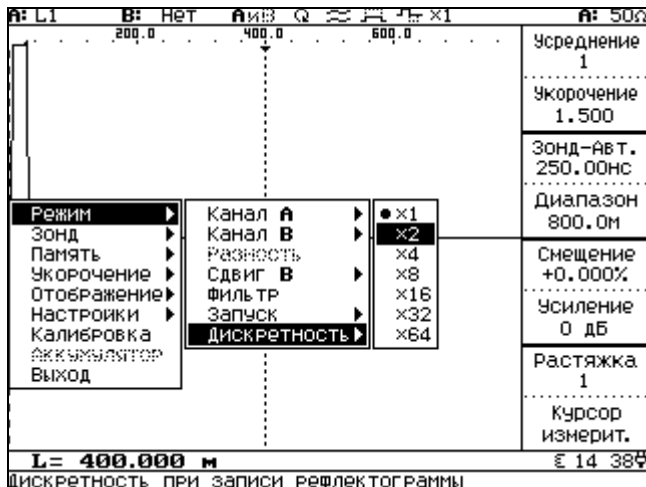 A: L1 B: Нет АиВ ×1 A: 50Ω
200.0 400.0 600.0
Усреднение
1
Укорочение
1.500
Зонд-Авт.
250.00нс
Диапазон
800.0м
Смещение
+0.000%
Усиление
0 дБ
Растяжка
1
Курсор
измерит.
Режим
Зонд
Память
Укорочение
Отображение
Настройки
Калибровка
Аккумулятор
Выход
Канал А
Канал В
Разность
Сдвиг В
Фильтр
Запуск
Дискретность
×1
×2
×4
×8
×16
×32
×64
L= 400.000 м
14 38
Дискретность при записи рефлектограммы